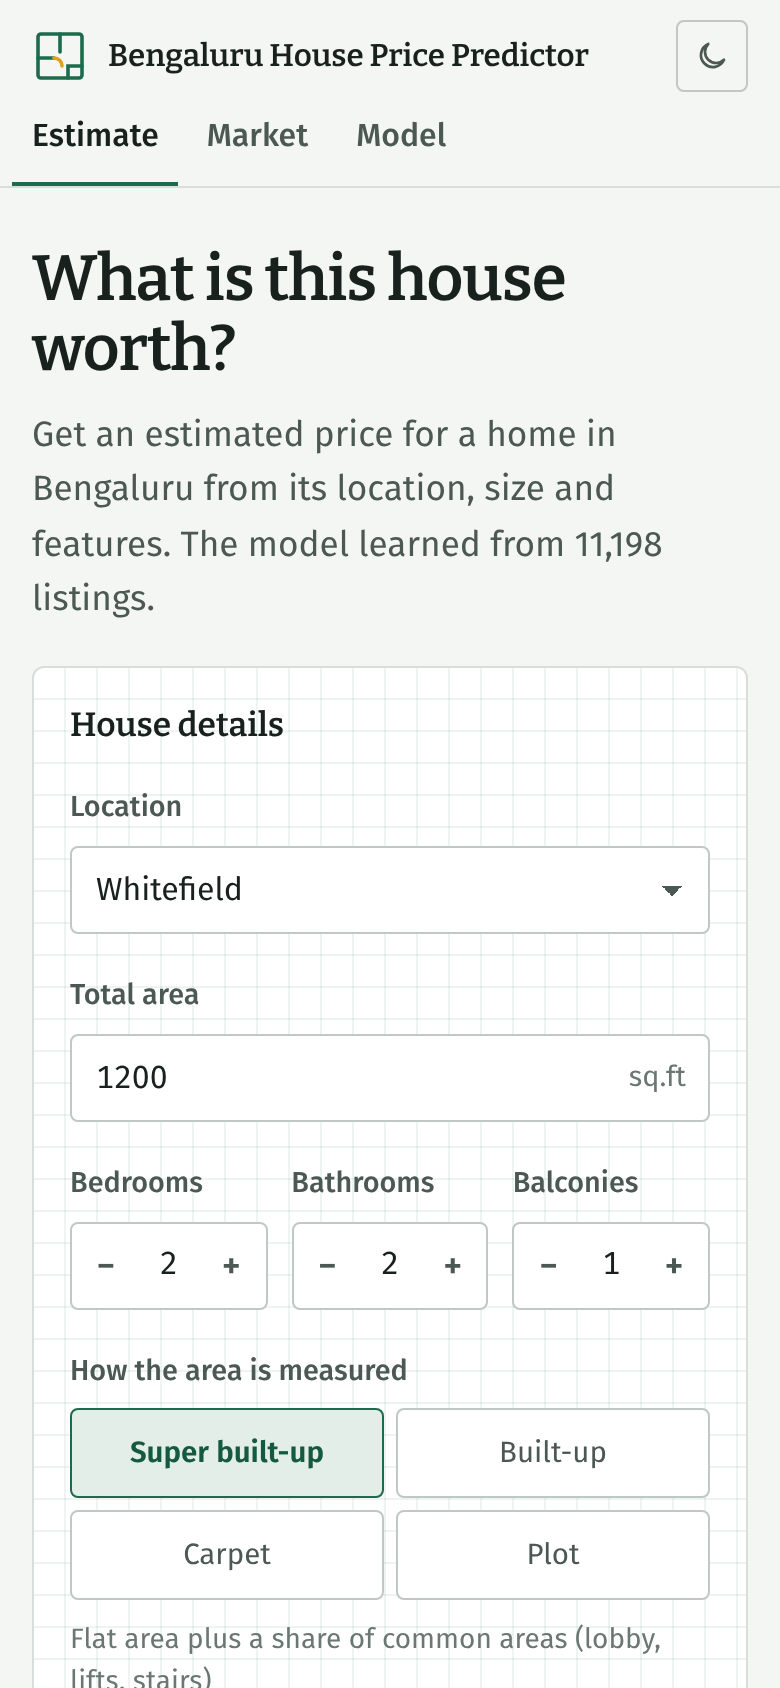 Bengaluru House Price Predictor
Estimate Market Model
What is this house
worth?
Get an estimated price for a home in
Bengaluru from its location, size and
features. The model learned from 11,198
listings.
House details
Location
Whitefield
Total area
1200 sq.ft
Bedrooms Bathrooms Balconies
− 2 + − 2 + − 1 +
How the area is measured
Super built-up Built-up
Carpet Plot
Flat area plus a share of common areas (lobby,
lifts, stairs)